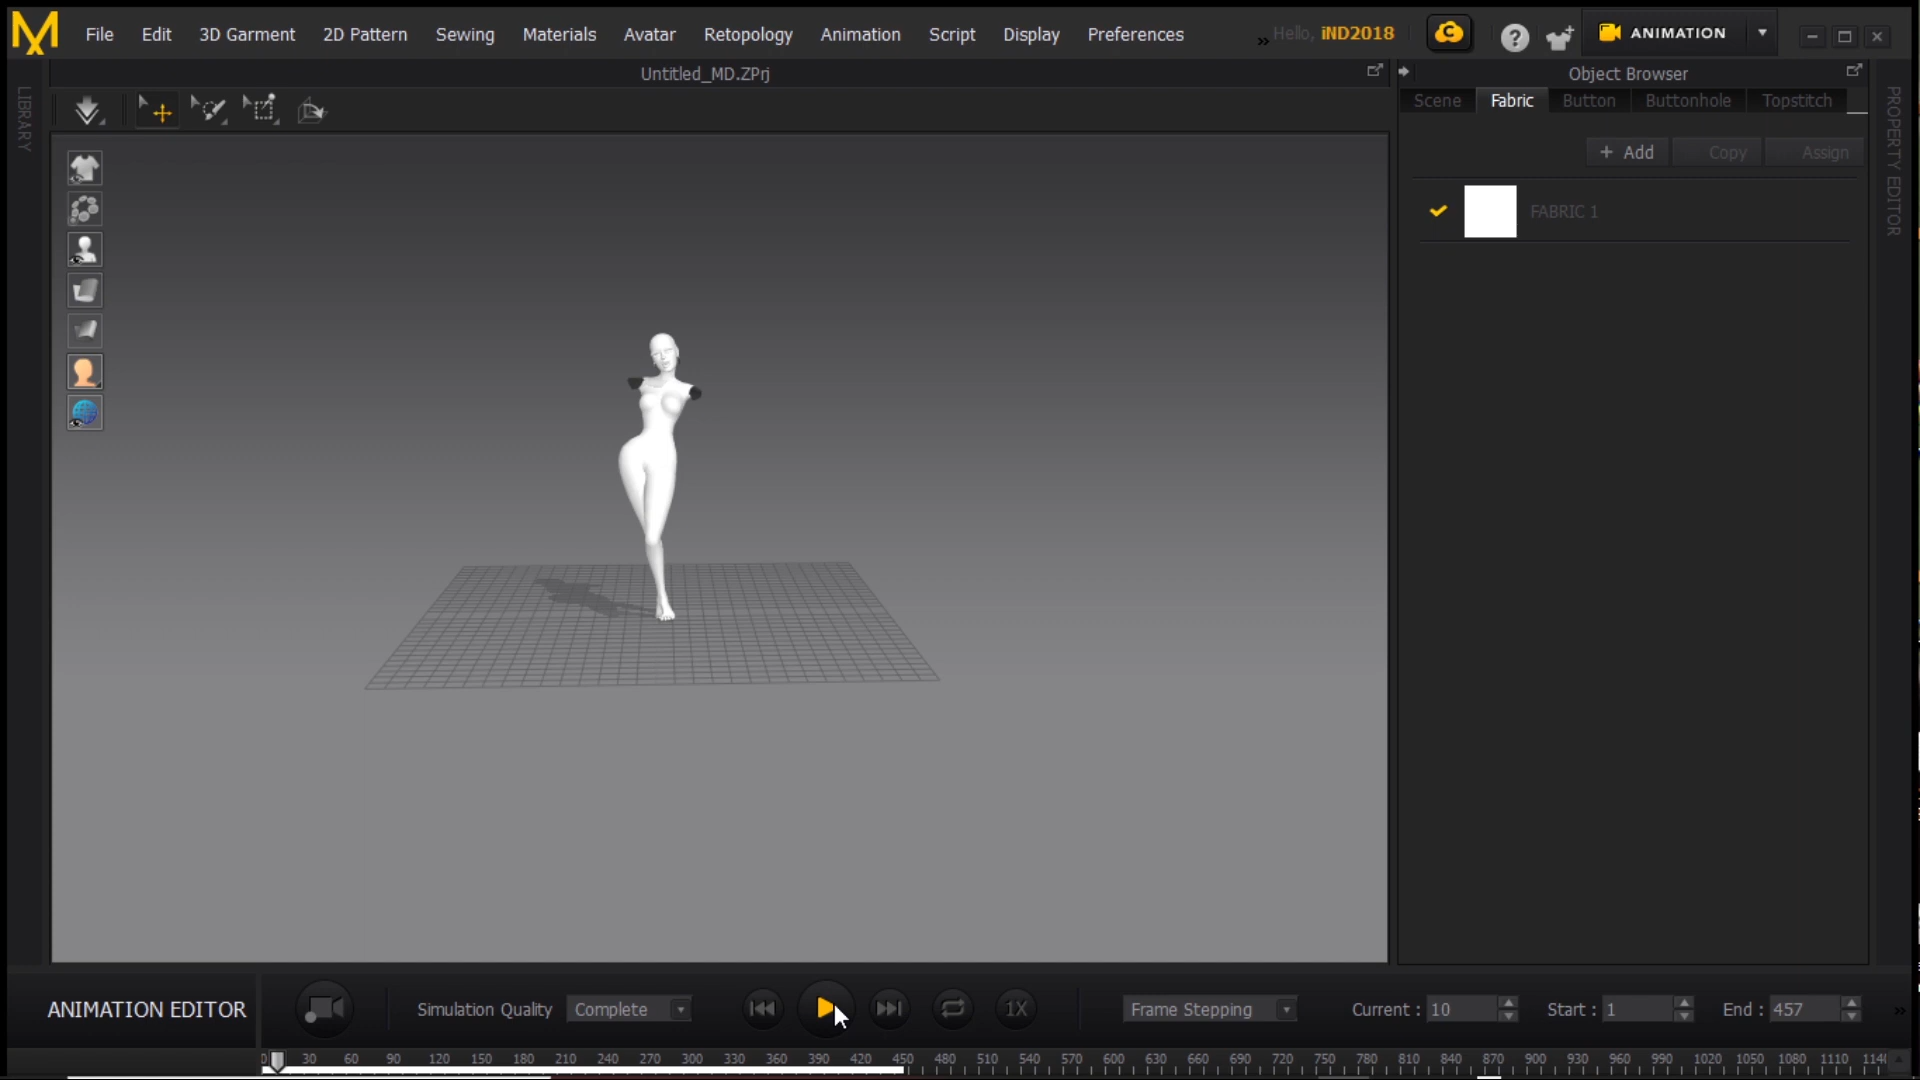 File Edit 3D Garment 2D Pattern Sewing Materials Avatar Retopology Animation Script Display Preferences » Hello, iND2018 ANIMATION
Untitled_MD.ZPrj
Object Browser
LIBRARY
PROPERTY EDITOR
Scene Fabric Button Buttonhole Topstitch
+ Add Copy Assign
FABRIC 1
ANIMATION EDITOR Simulation Quality Complete 1X Frame Stepping Current : 10 Start : 1 End : 457 »
0 30 60 90 120 150 180 210 240 270 300 330 360 390 420 450 480 510 540 570 600 630 660 690 720 750 780 810 840 870 900 930 960 990 1020 1050 1080 1110